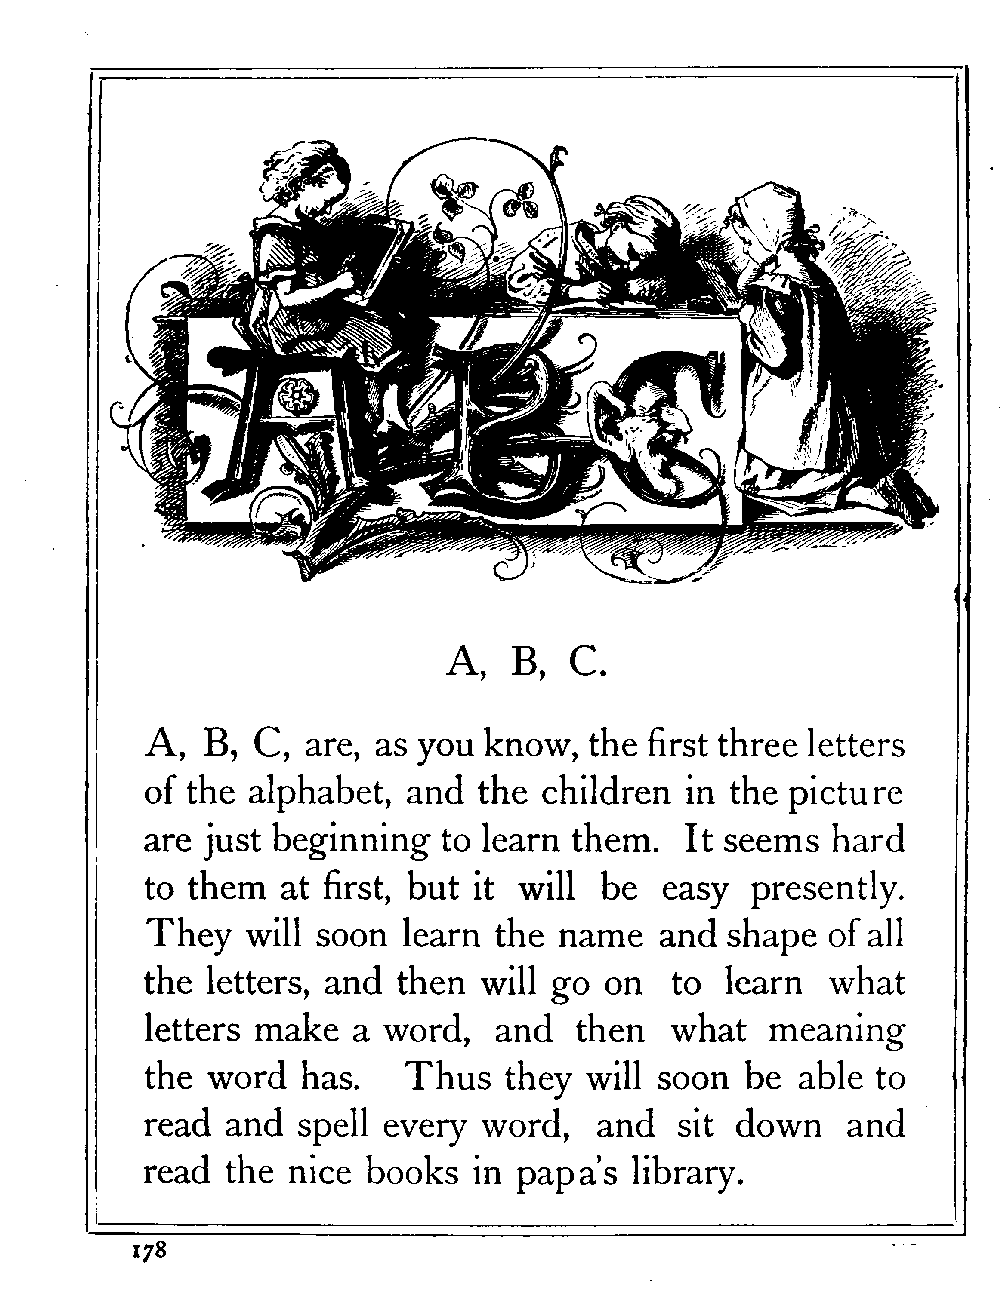 A B C
A, B, C.
A, B, C, are, as you know, the first three letters
of the alphabet, and the children in the picture
are just beginning to learn them. It seems hard
to them at first, but it will be easy presently.
They will soon learn the name and shape of all
the letters, and then will go on to learn what
letters make a word, and then what meaning
the word has. Thus they will soon be able to
read and spell every word, and sit down and
read the nice books in papa's library.
178